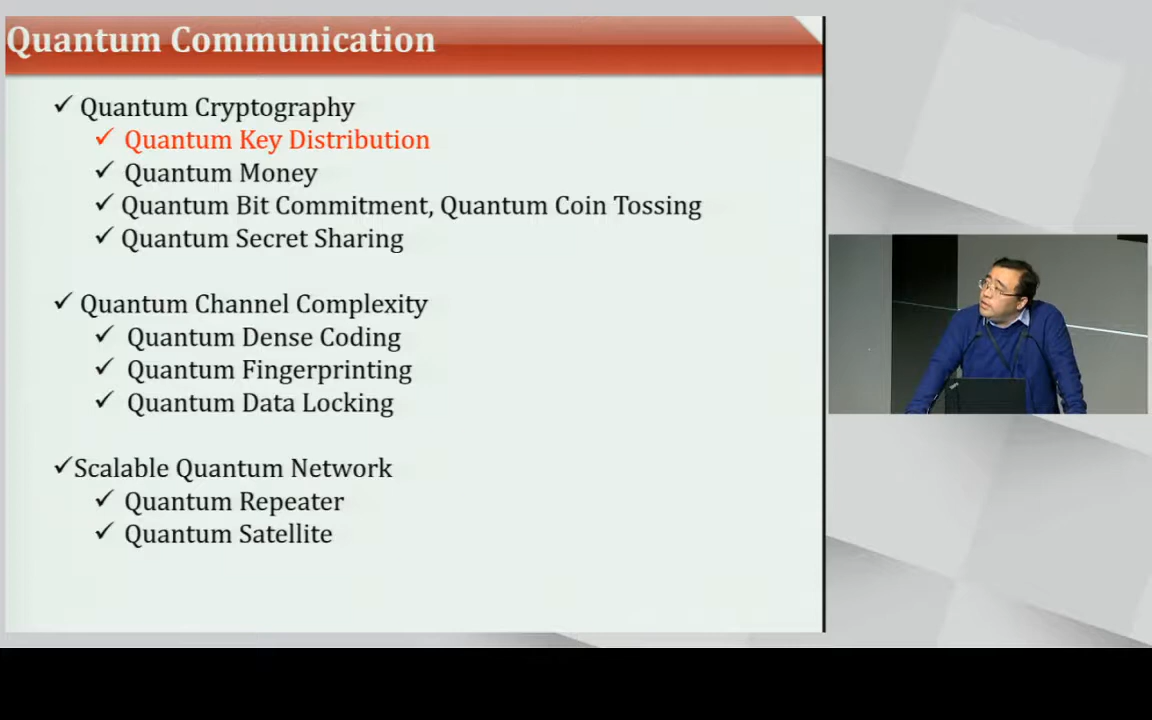 Quantum Communication
✓ Quantum Cryptography
✓ Quantum Key Distribution
✓ Quantum Money
✓ Quantum Bit Commitment, Quantum Coin Tossing
✓ Quantum Secret Sharing
✓ Quantum Channel Complexity
✓ Quantum Dense Coding
✓ Quantum Fingerprinting
✓ Quantum Data Locking
✓Scalable Quantum Network
✓ Quantum Repeater
✓ Quantum Satellite